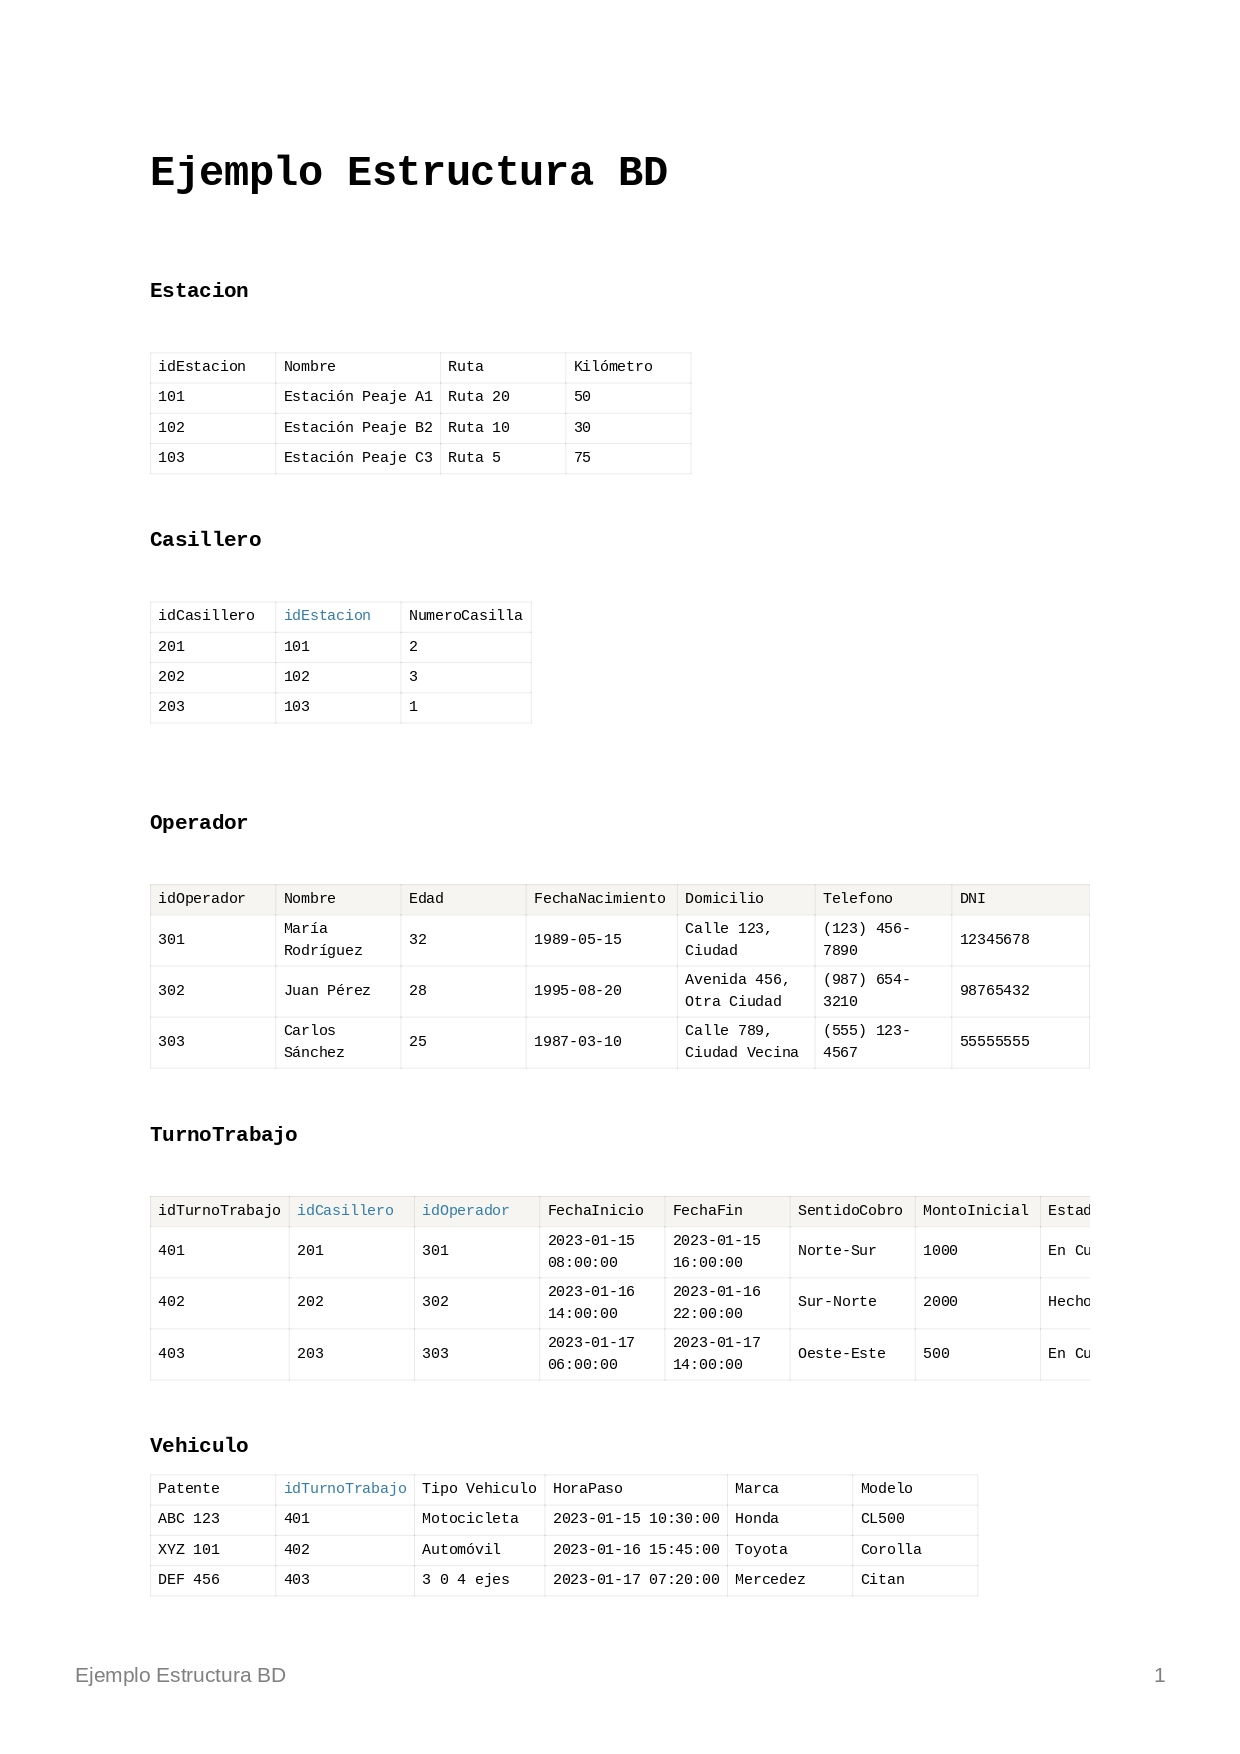 Ejemplo Estructura BD
Estacion
idEstacion Nombre Ruta Kilómetro
101 Estación Peaje A1 Ruta 20 50
102 Estación Peaje B2 Ruta 10 30
103 Estación Peaje C3 Ruta 5 75
Casillero
idCasillero idEstacion NumeroCasilla
201 101 2
202 102 3
203 103 1
Operador
idOperador Nombre Edad FechaNacimiento Domicilio Telefono DNI
301 María Rodríguez 32 1989-05-15 Calle 123, Ciudad (123) 456-7890 12345678
302 Juan Pérez 28 1995-08-20 Avenida 456, Otra Ciudad (987) 654-3210 98765432
303 Carlos Sánchez 25 1987-03-10 Calle 789, Ciudad Vecina (555) 123-4567 55555555
TurnoTrabajo
idTurnoTrabajo idCasillero idOperador FechaInicio FechaFin SentidoCobro MontoInicial Estad
401 201 301 2023-01-15 08:00:00 2023-01-15 16:00:00 Norte-Sur 1000 En Cu
402 202 302 2023-01-16 14:00:00 2023-01-16 22:00:00 Sur-Norte 2000 Hecho
403 203 303 2023-01-17 06:00:00 2023-01-17 14:00:00 Oeste-Este 500 En Cu
Vehiculo
Patente idTurnoTrabajo Tipo Vehiculo HoraPaso Marca Modelo
ABC 123 401 Motocicleta 2023-01-15 10:30:00 Honda CL500
XYZ 101 402 Automóvil 2023-01-16 15:45:00 Toyota Corolla
DEF 456 403 3 0 4 ejes 2023-01-17 07:20:00 Mercedez Citan
Ejemplo Estructura BD 1